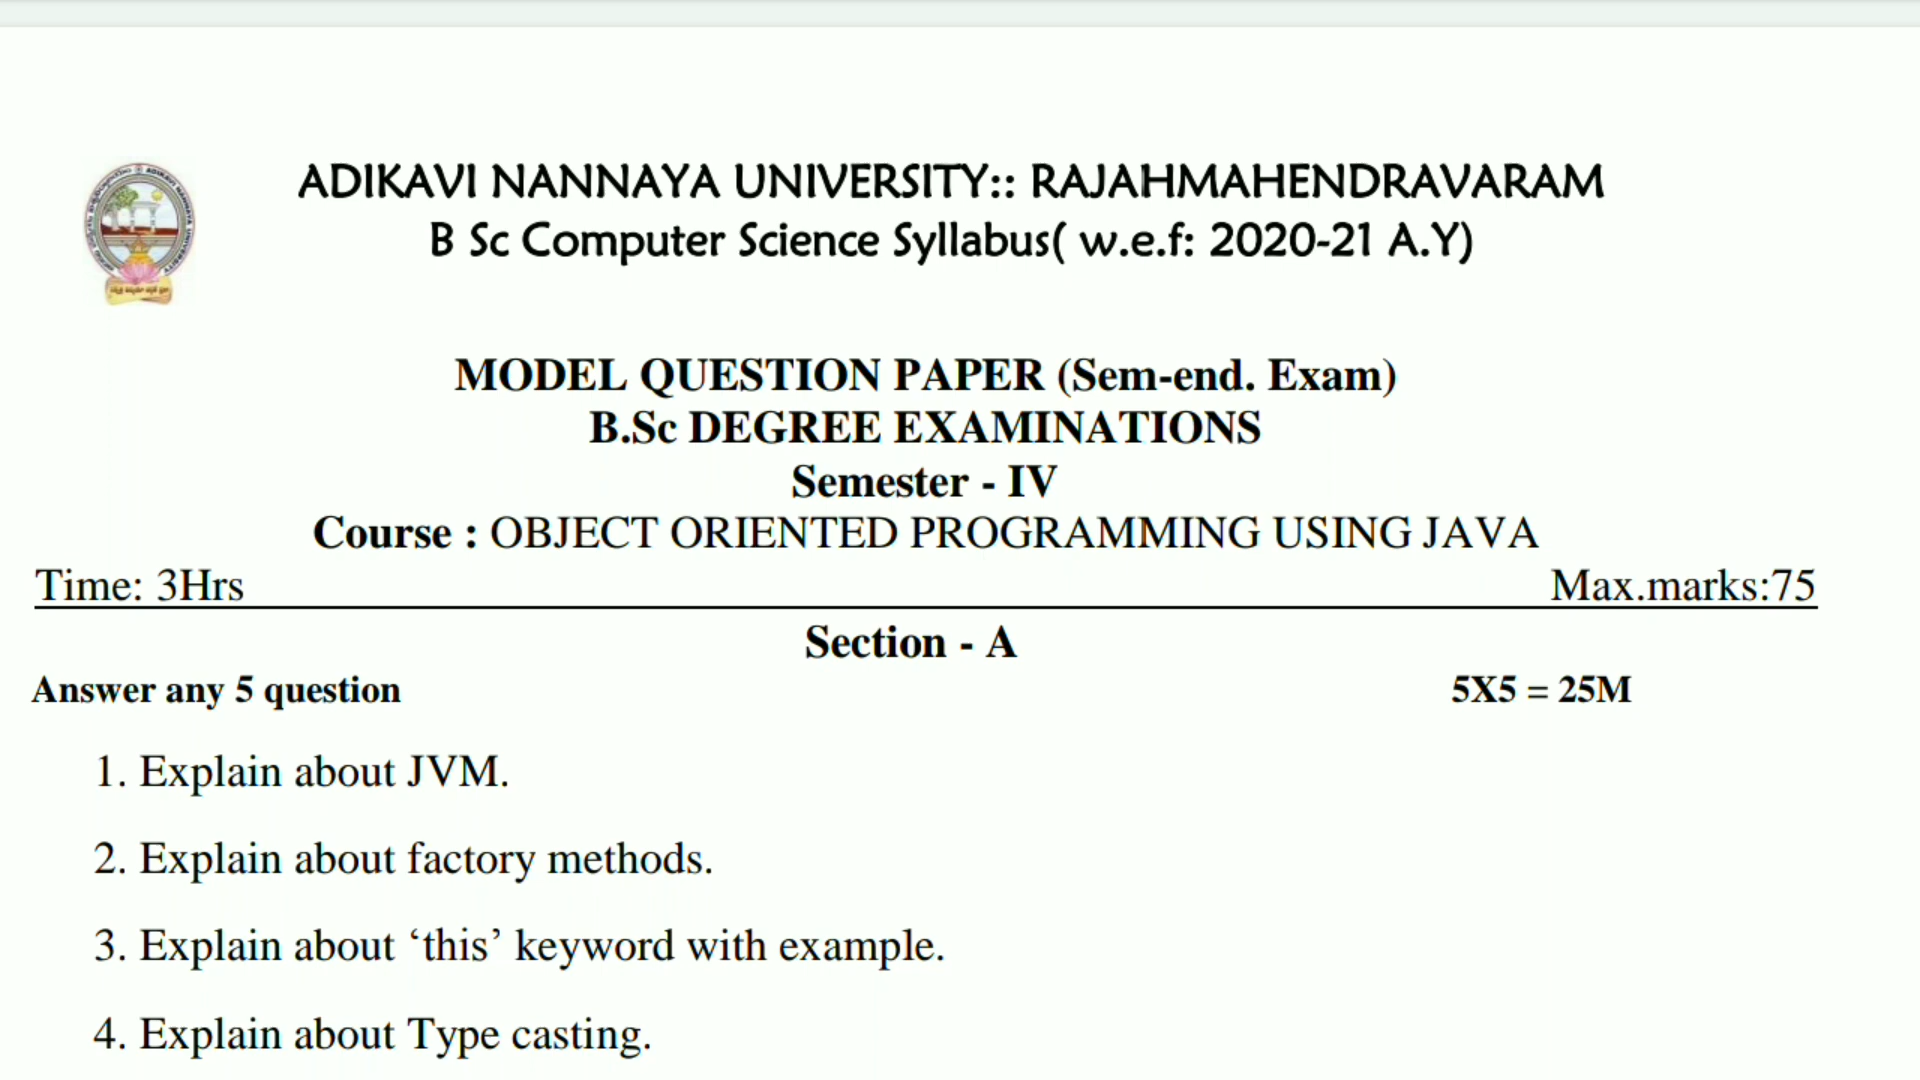 ADIKAVI NANNAYA UNIVERSITY:: RAJAHMAHENDRAVARAM
B Sc Computer Science Syllabus( w.e.f: 2020-21 A.Y)
MODEL QUESTION PAPER (Sem-end. Exam)
B.Sc DEGREE EXAMINATIONS
Semester - IV
Course : OBJECT ORIENTED PROGRAMMING USING JAVA
Time: 3Hrs Max.marks:75
Section - A
Answer any 5 question 5X5 = 25M
1. Explain about JVM.
2. Explain about factory methods.
3. Explain about ‘this’ keyword with example.
4. Explain about Type casting.